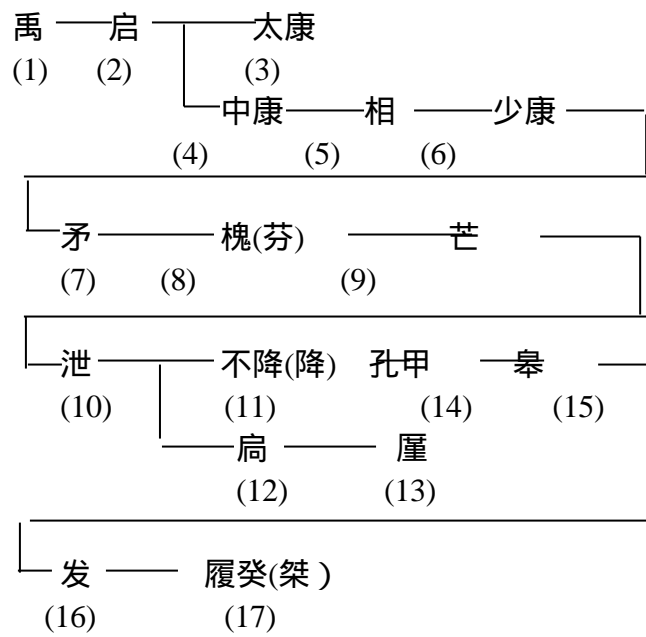 禹 启 太康
(1) (2) (3)
中康 相 少康
(4) (5) (6)
矛 槐(芬) 芒
(7) (8) (9)
泄 不降(降) 孔甲 皋
(10) (11) (14) (15)
扃 厪
(12) (13)
发 履癸(桀)
(16) (17)